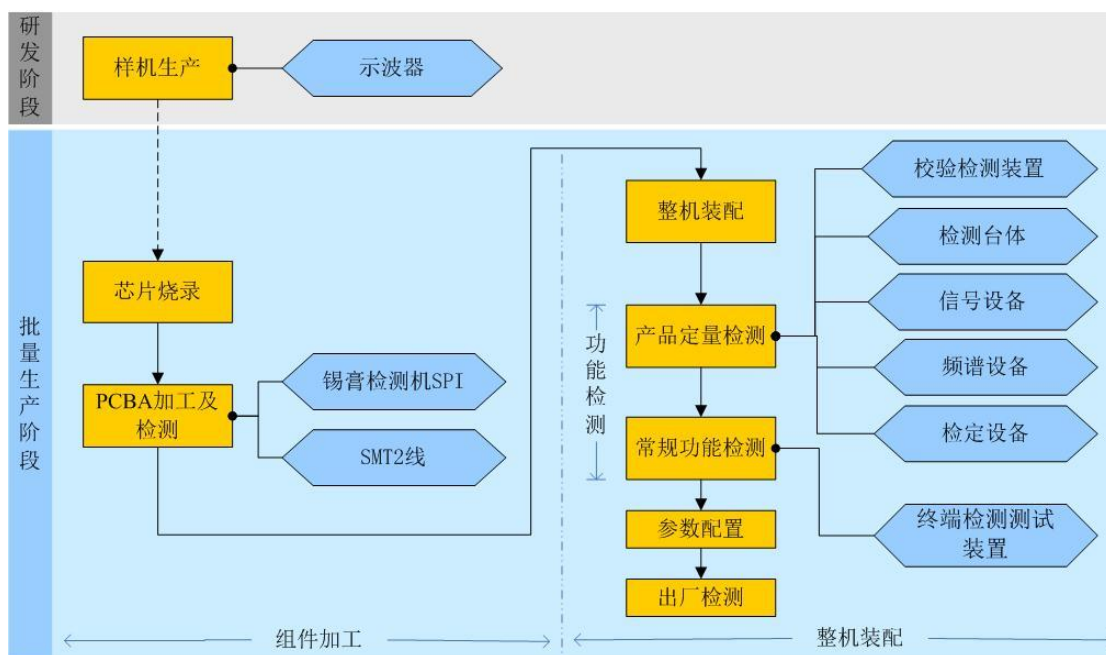 研发阶段
样机生产
示波器
批量生产阶段
芯片烧录
PCBA加工及
检测
锡膏检测机SPI
SMT2线
组件加工
整机装配
功能检测
产品定量检测
常规功能检测
参数配置
出厂检测
校验检测装置
检测台体
信号设备
频谱设备
检定设备
终端检测测试
装置
整机装配